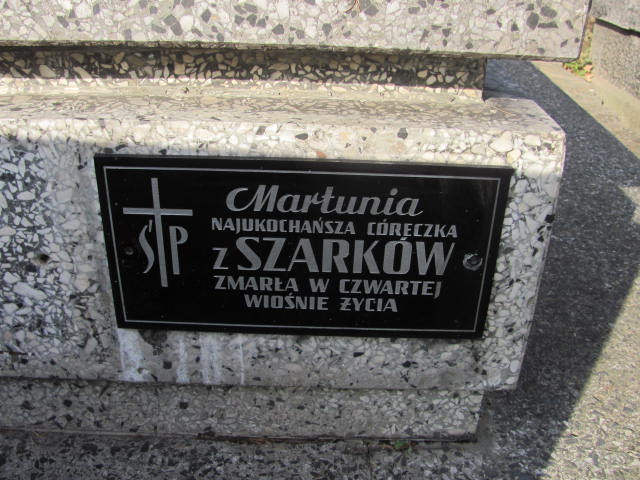 Martunia
ŚP
NAJUKOCHAŃSZA CÓRECZKA
z SZARKÓW
ZMARŁA W CZWARTEJ
WIOŚNIE ŻYCIA